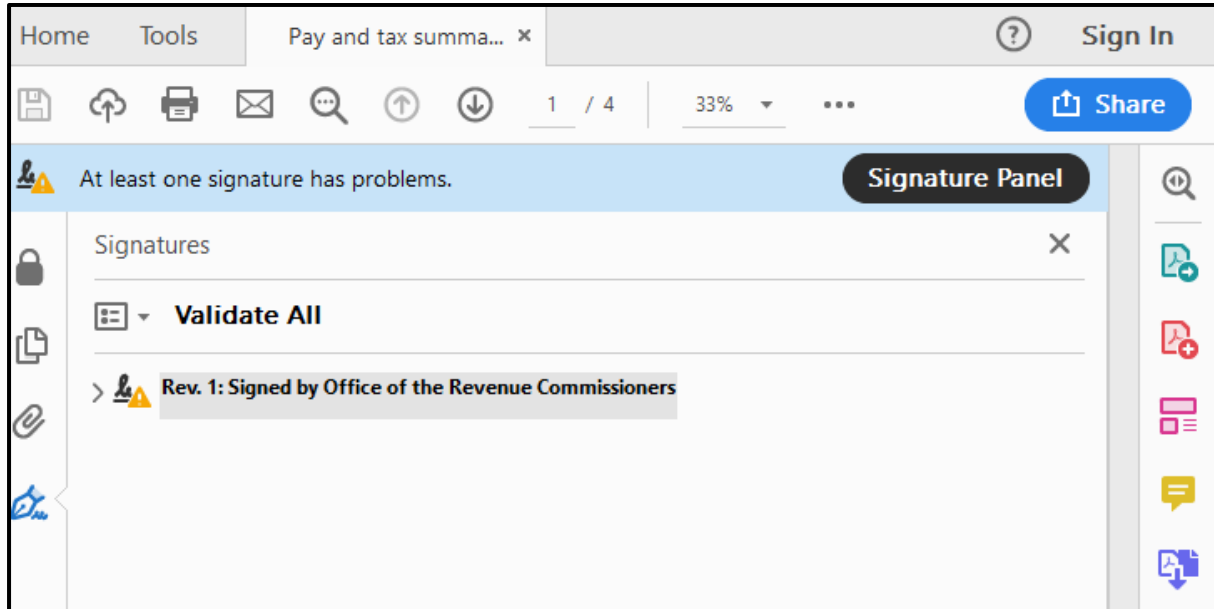 Home Tools Pay and tax summa... × ? Sign In
1 / 4 33% Share
At least one signature has problems. Signature Panel
Signatures
Validate All
Rev. 1: Signed by Office of the Revenue Commissioners